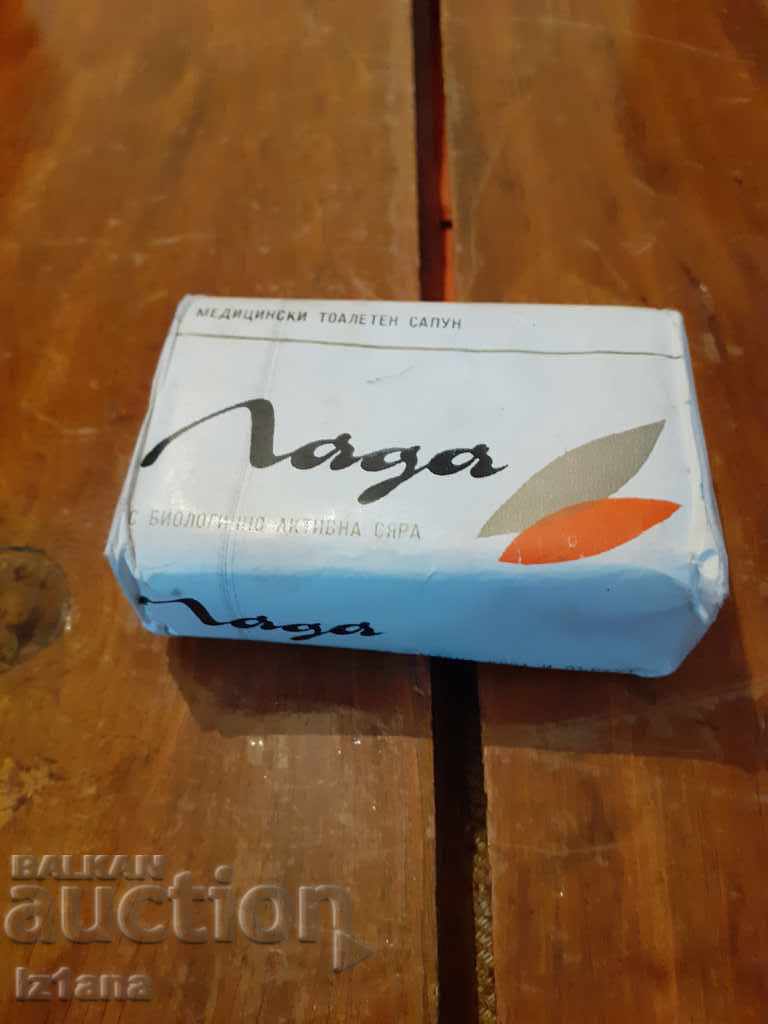 МЕДИЦИНСКИ ТОАЛЕТЕН САПУН
Лада
С БИОЛОГИЧНО АКТИВНА СЯРА
Лада
И
BALKAN
auction
Iz1ana